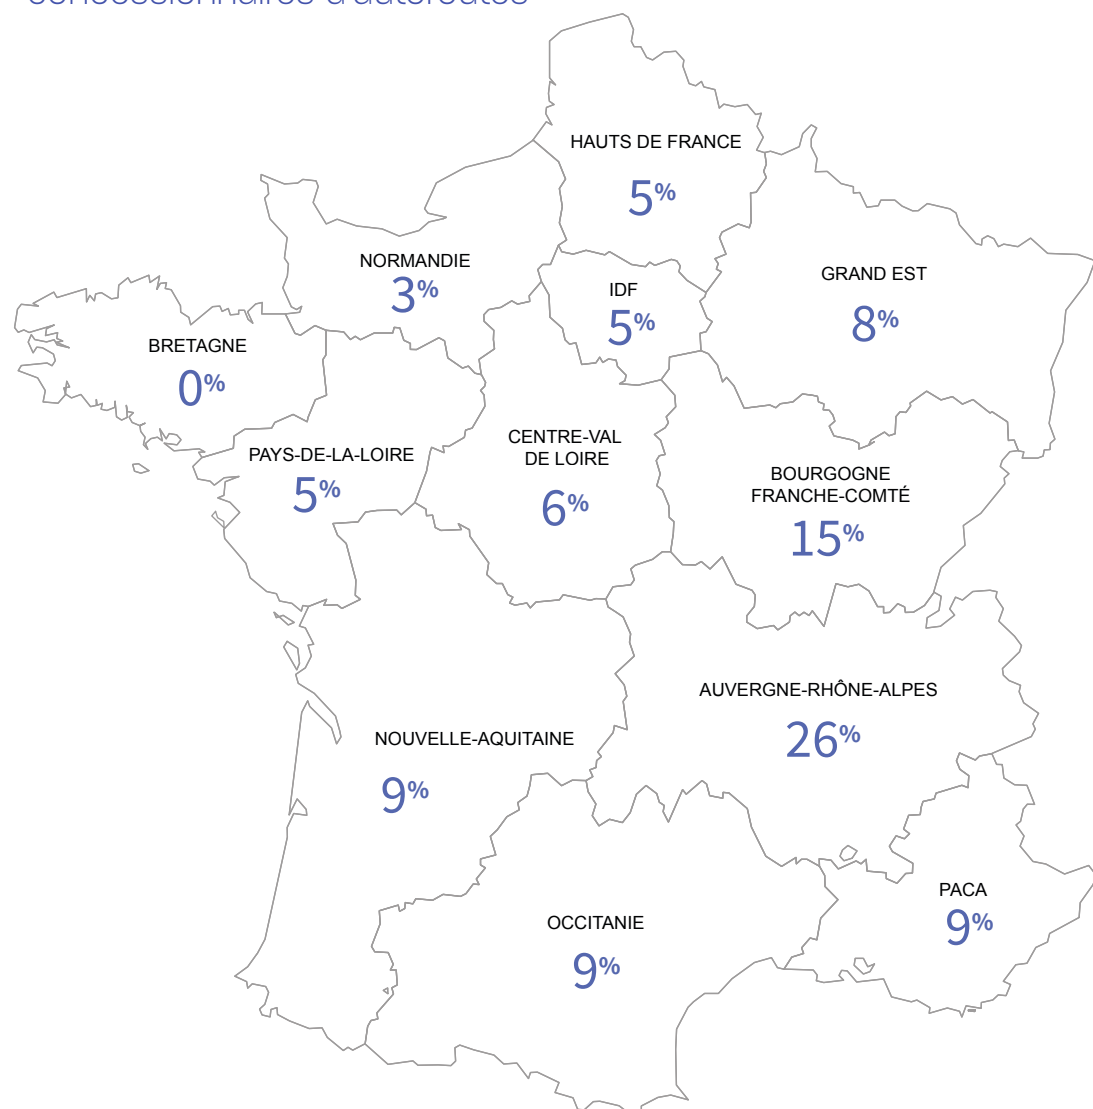 concessionnaires d'autoroutes
HAUTS DE FRANCE
5%
NORMANDIE
3%
IDF
5%
GRAND EST
8%
BRETAGNE
0%
PAYS-DE-LA-LOIRE
5%
CENTRE-VAL
DE LOIRE
6%
BOURGOGNE
FRANCHE-COMTÉ
15%
AUVERGNE-RHÔNE-ALPES
26%
NOUVELLE-AQUITAINE
9%
OCCITANIE
9%
PACA
9%